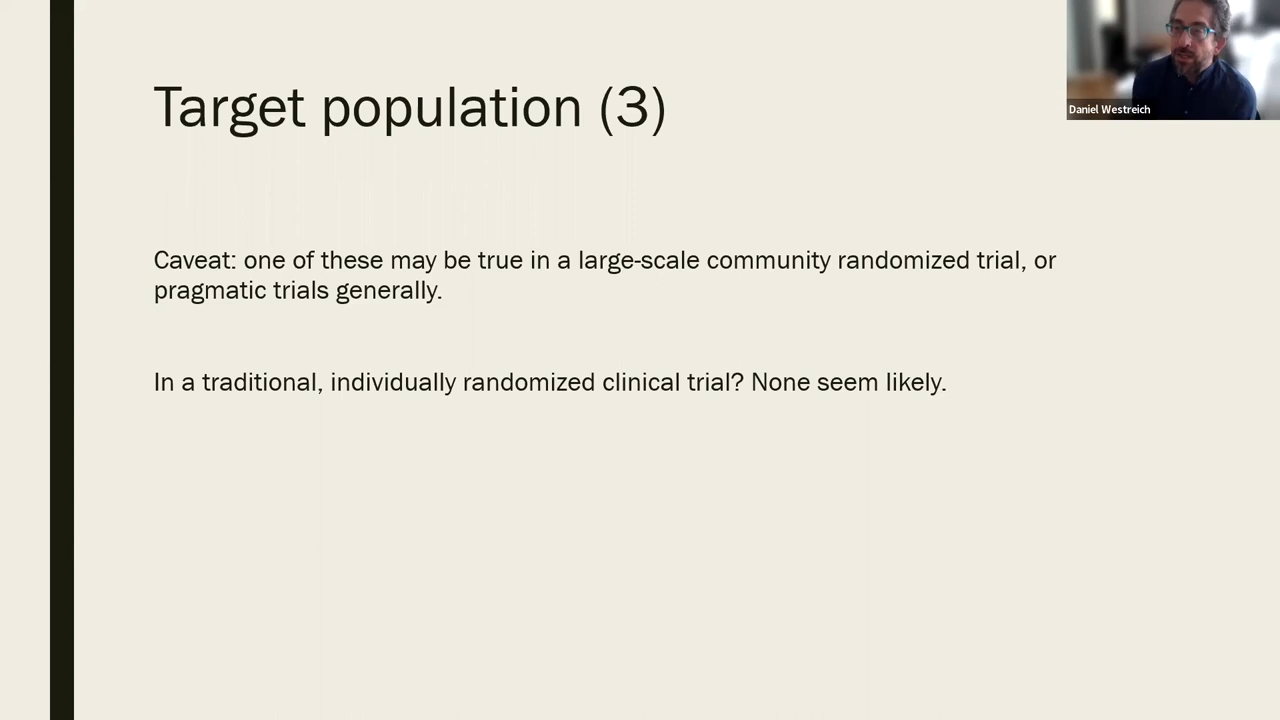 Target population (3)
Daniel Westreich
Caveat: one of these may be true in a large-scale community randomized trial, or
pragmatic trials generally.
In a traditional, individually randomized clinical trial? None seem likely.